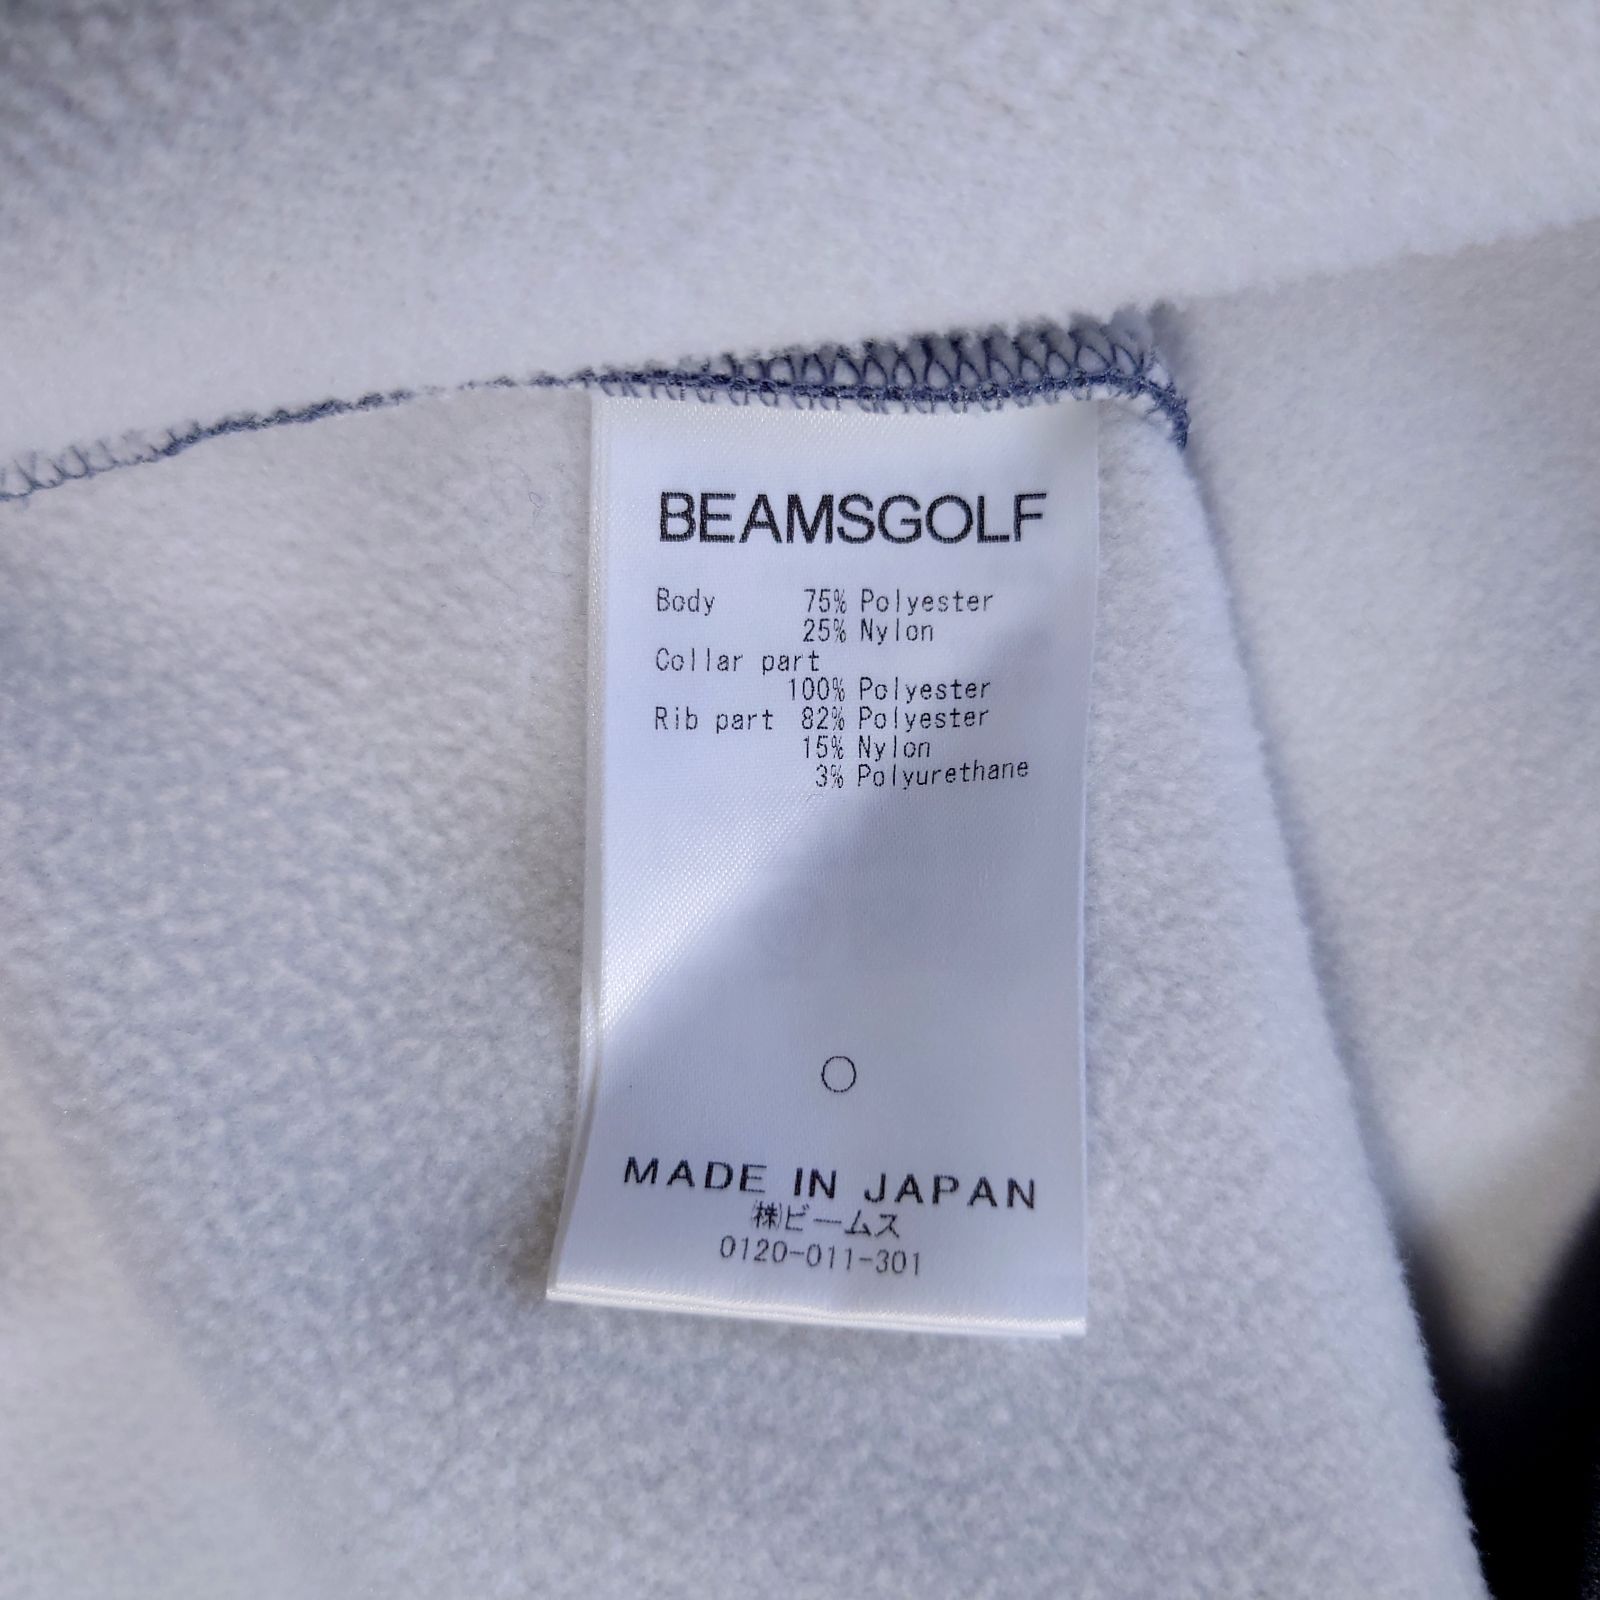 BEAMSGOLF
Body 75% Polyester
25% Nylon
Collar part
100% Polyester
Rib part 82% Polyester
15% Nylon
3% Polyurethane
MADE IN JAPAN
㈱ビームス
0120-011-301